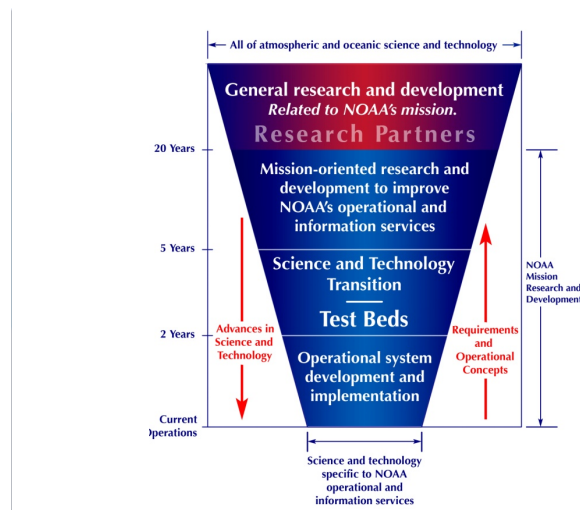 All of atmospheric and oceanic science and technology
General research and development
Related to NOAA's mission.
Research Partners
20 Years
Mission-oriented research and
development to improve
NOAA's operational and
information services
5 Years
Science and Technology
Transition
Test Beds
NOAA
Mission
Research and
Development
2 Years
Advances in
Science and
Technology
Requirements
and
Operational
Concepts
Operational system
development and
implementation
Current
Operations
Science and technology
specific to NOAA
operational and
information services